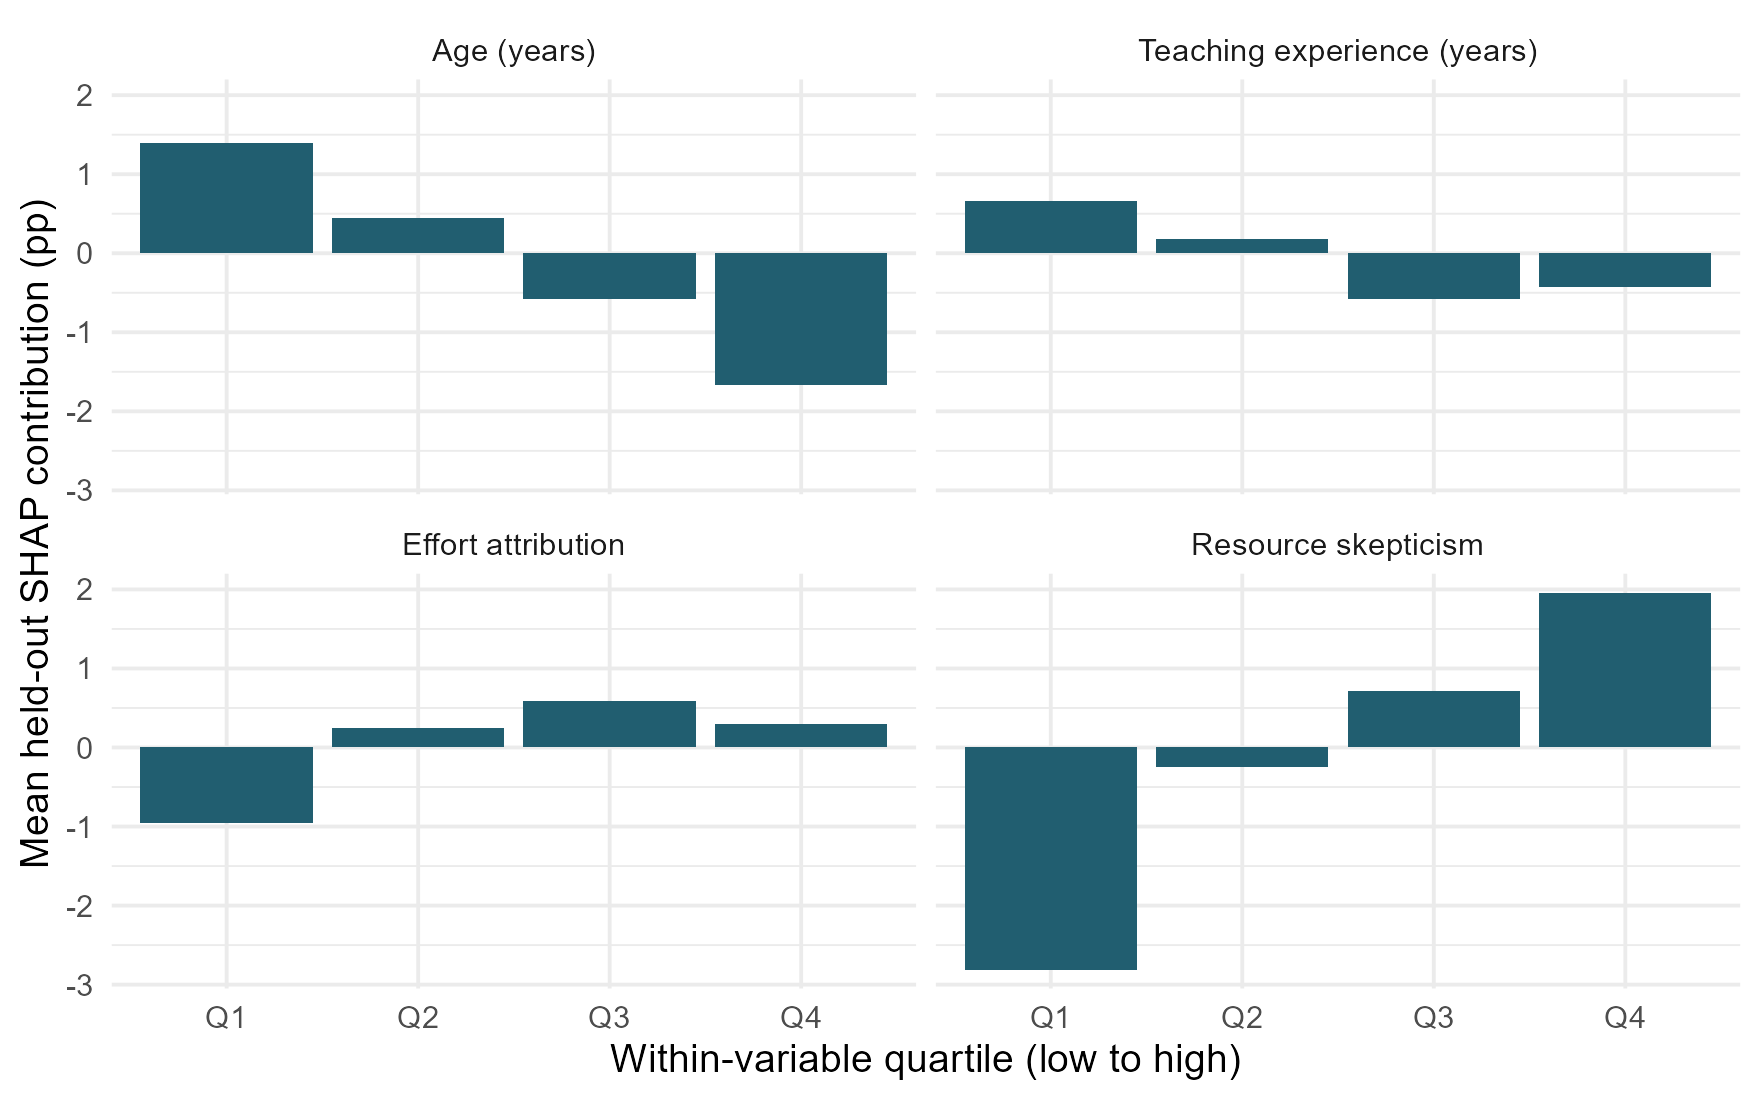 Age (years)
Teaching experience (years)
2
1
0
-1
-2
-3
Effort attribution
Resource skepticism
2
1
0
-1
-2
-3
Mean held-out SHAP contribution (pp)
Q1 Q2 Q3 Q4
Q1 Q2 Q3 Q4
Within-variable quartile (low to high)